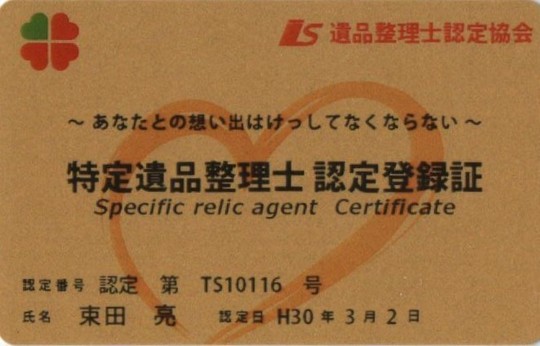 is 遺品整理士認定協会
～ あなたとの想い出はけっしてなくならない ～
特定遺品整理士 認定登録証
Specific relic agent Certificate
認定番号 認定 第 TS10116 号
氏名 束田 亮 認定日 H30 年 3 月 2 日